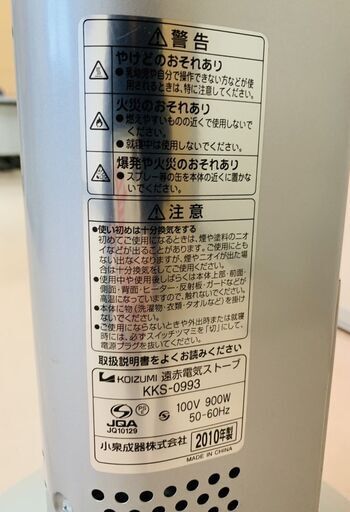 ⚠ 警告
やけどのおそれあり
●乳幼児や自分で操作できない方などが使
用されるときは、特に注意してください。
火災のおそれあり
●燃えやすいものの近くで使用しないで
ください。
●就寝中は使用しないでください。
爆発や火災のおそれあり
●スプレー等の缶を本体の近くに置かな
いでください。
⚠ 注意
●使い初めは十分換気をする
初めてご使用になるときは、煙や塗料のニオ
イなどが出ることがあります。ご使用にとも
ない出なくなりますが、煙やニオイが出た場
合は十分換気してください。
●使用中や使用後しばらくは本体上部・前面・
側面・背面・ヒーター・反射板・ガードなどが
高温になっていますので、触れないでください。
●本体に物(洗濯物・衣類・タオルなど)を掛け
ないでください。
●ご使用にならないときや外出時または就寝
時には、必ずスイッチツマミを「切」にして、
電源プラグを抜いてください。
取扱説明書をよくお読みください
KOIZUMI 遠赤電気ストーブ
KKS-0993
JQA
JQ10129
PS
E
100V 900W
50-60Hz
小泉成器株式会社
2010年製
MADE IN CHINA